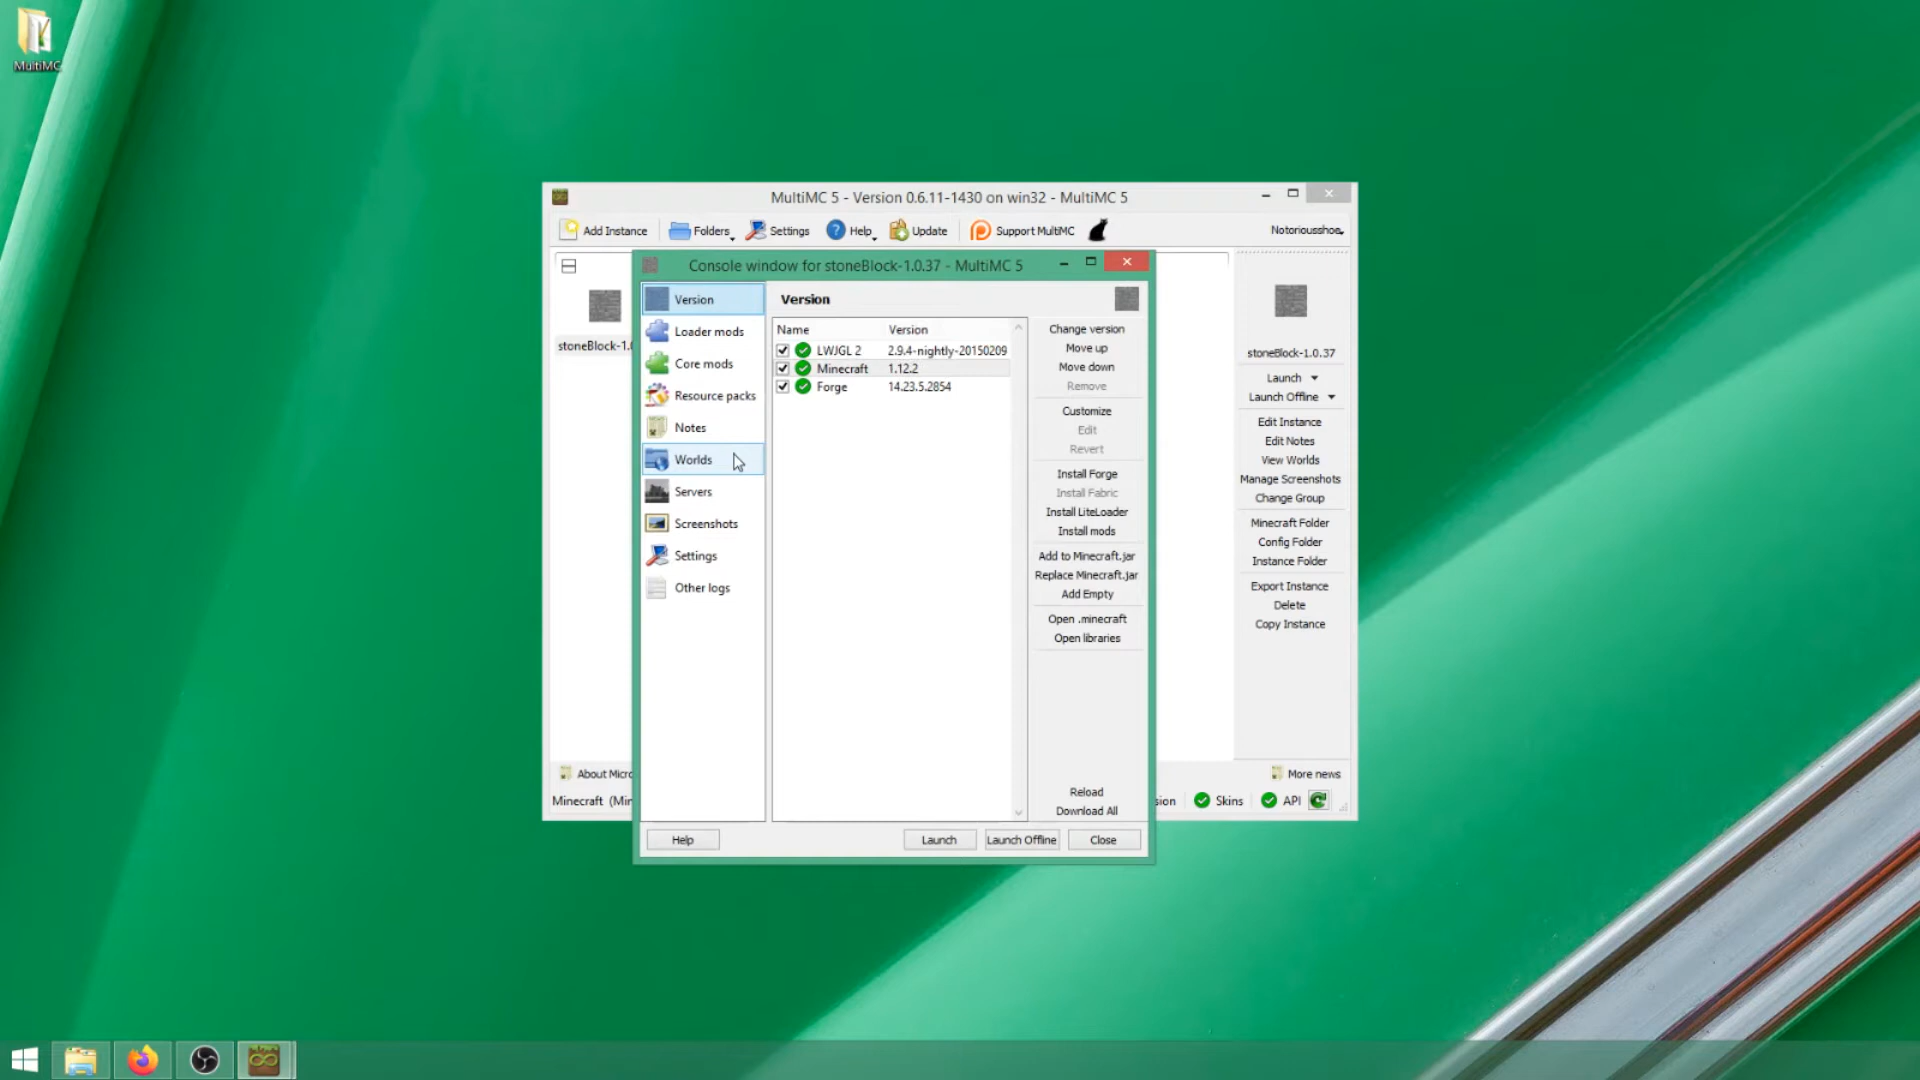 MultiMC
MultiMC 5 - Version 0.6.11-1430 on win32 - MultiMC 5
Add Instance
Folders
Settings
Help
Update
Support MultiMC
Notoriousshoe
Console window for stoneBlock-1.0.37 - MultiMC 5
stoneBlock-1.0
Version
Loader mods
Core mods
Resource packs
Notes
Worlds
Servers
Screenshots
Settings
Other logs
Version
Name Version
LWJGL 2 2.9.4-nightly-20150209
Minecraft 1.12.2
Forge 14.23.5.2854
Change version
Move up
Move down
Remove
Customize
Edit
Revert
Install Forge
Install Fabric
Install LiteLoader
Install mods
Add to Minecraft.jar
Replace Minecraft.jar
Add Empty
Open .minecraft
Open libraries
Reload
Download All
Help
Launch
Launch Offline
Close
stoneBlock-1.0.37
Launch
Launch Offline
Edit Instance
Edit Notes
View Worlds
Manage Screenshots
Change Group
Minecraft Folder
Config Folder
Instance Folder
Export Instance
Delete
Copy Instance
About Micro
More news
Minecraft (Mir
sion
Skins
API